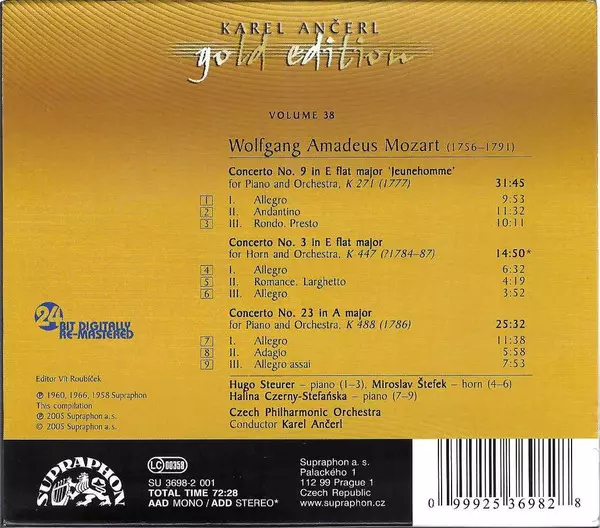 KAREL ANČERL
gold edition
VOLUME 38
Wolfgang Amadeus Mozart (1756–1791)
Concerto No. 9 in E flat major 'Jeunehomme'
for Piano and Orchestra, K 271 (1777) 31:45
1 I. Allegro 9:53
2 II. Andantino 11:32
3 III. Rondo. Presto 10:11
Concerto No. 3 in E flat major
for Horn and Orchestra, K 447 (?1784–87) 14:50*
4 I. Allegro 6:32
5 II. Romance. Larghetto 4:19
6 III. Allegro 3:52
Concerto No. 23 in A major
for Piano and Orchestra, K 488 (1786) 25:32
7 I. Allegro 11:38
8 II. Adagio 5:58
9 III. Allegro assai 7:53
24
BIT DIGITALLY
RE-MASTERED
Editor Vít Roubíček
℗ 1960, 1966, 1958 Supraphon
This compilation
℗ 2005 Supraphon a. s.
© 2005 Supraphon a. s.
Hugo Steurer – piano (1–3), Miroslav Štefek – horn (4–6)
Halina Czerny-Stefańska – piano (7–9)
Czech Philharmonic Orchestra
Conductor Karel Ančerl
SUPRAPHON
LC 00358
SU 3698-2 001
TOTAL TIME 72:28
AAD MONO / ADD STEREO*
Supraphon a. s.
Palackého 1
112 99 Prague 1
Czech Republic
www.supraphon.cz
0 99925 36982 8